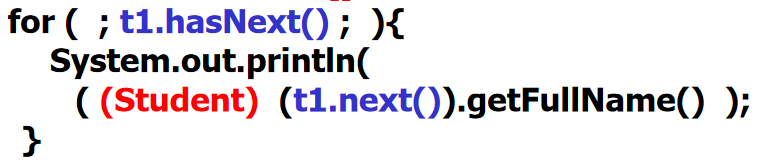 for (  ; t1.hasNext() ;  ){
System.out.println(
( (Student)  (t1.next()).getFullName()  );
}